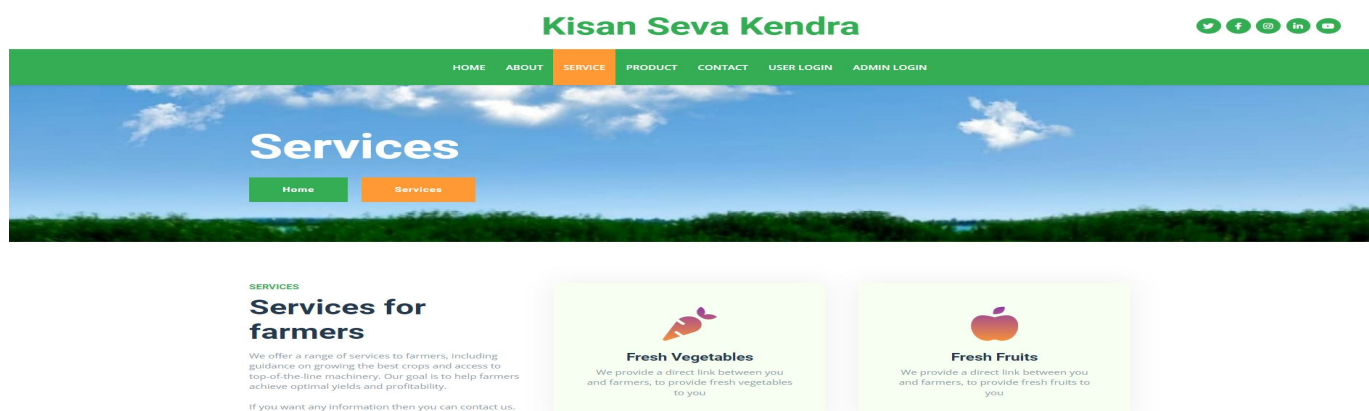 Kisan Seva Kendra
HOME ABOUT SERVICE PRODUCT CONTACT USER LOGIN ADMIN LOGIN
Services
Home Services
SERVICES
Services for
farmers
We offer a range of services to farmers, including
guidance on growing the best crops and access to
top-of-the-line machinery. Our goal is to help farmers
achieve optimal yields and profitability.
If you want any information then you can contact us.
Fresh Vegetables
We provide a direct link between you
and farmers, to provide fresh vegetables
to you
Fresh Fruits
We provide a direct link between you
and farmers, to provide fresh fruits to
you